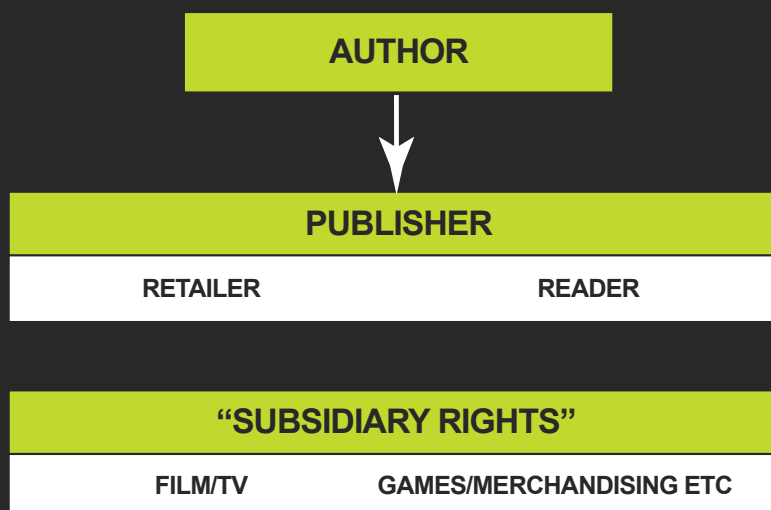 AUTHOR
PUBLISHER
RETAILER READER
“SUBSIDIARY RIGHTS”
FILM/TV GAMES/MERCHANDISING ETC